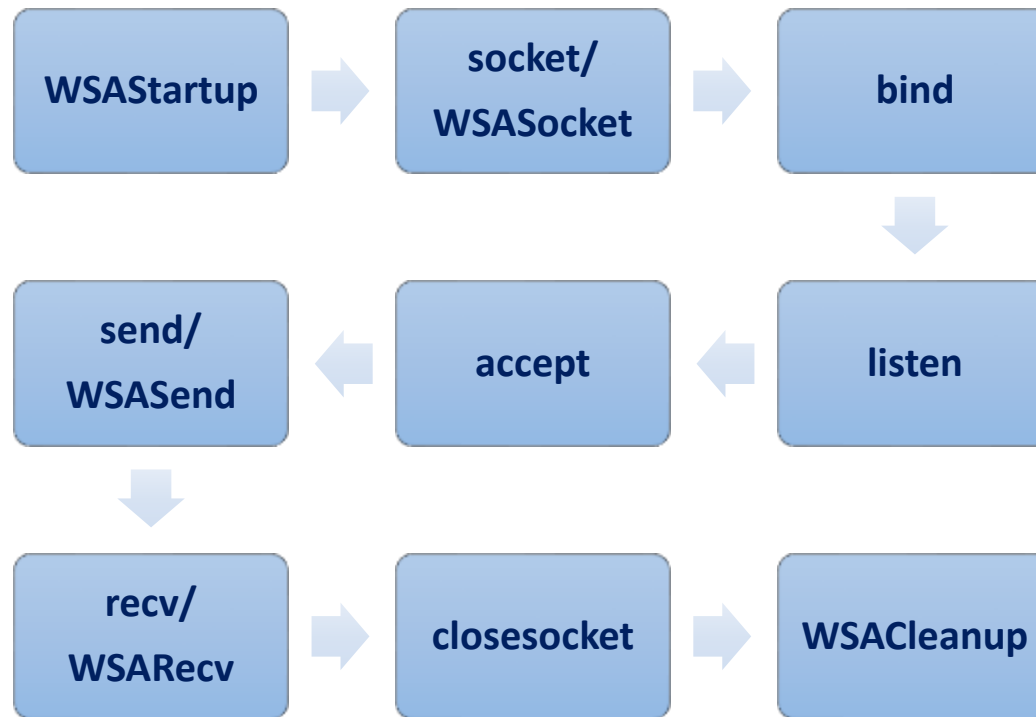 WSAStartup
socket/
WSASocket
bind
listen
accept
send/
WSASend
recv/
WSARecv
closesocket
WSACleanup